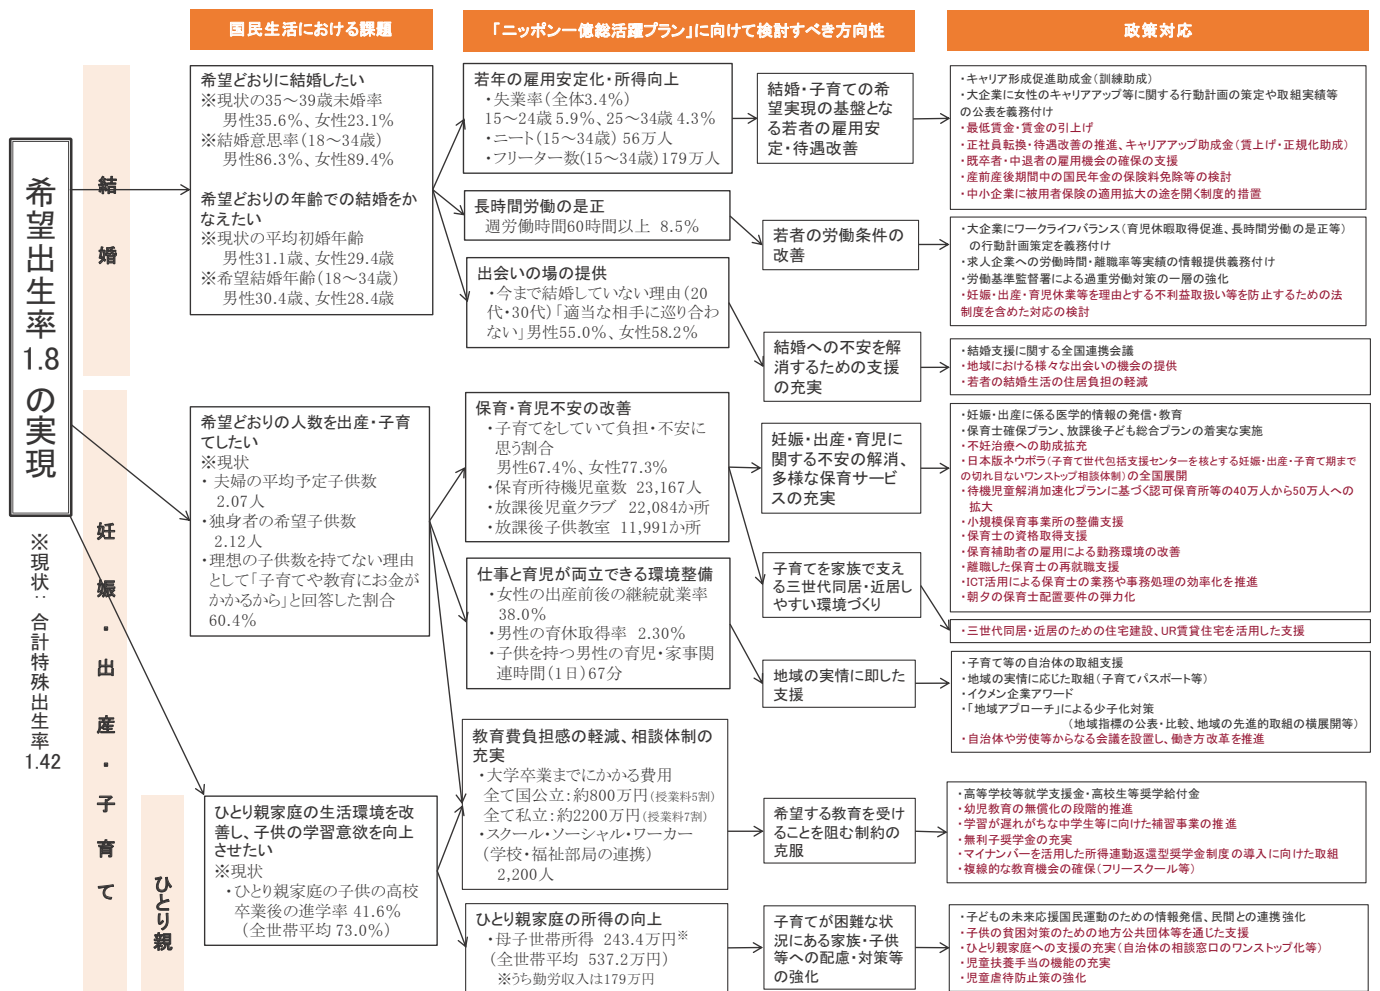 国民生活における課題
「ニッポン一億総活躍プラン」に向けて検討すべき方向性
政策対応
希望出生率1.8の実現
※現状：合計特殊出生率1.42
結婚
希望どおりに結婚したい
※現状の35～39歳未婚率
男性35.6％、女性23.1％
※結婚意思率（18～34歳）
男性86.3％、女性89.4％
希望どおりの年齢での結婚をか
なえたい
※現状の平均初婚年齢
男性31.1歳、女性29.4歳
※希望結婚年齢（18～34歳）
男性30.4歳、女性28.4歳
若年の雇用安定化・所得向上
・失業率（全体3.4％）
15～24歳 5.9％、25～34歳 4.3％
・ニート（15～34歳） 56万人
・フリーター数（15～34歳）179万人
長時間労働の是正
週労働時間60時間以上 8.5％
出会いの場の提供
・今まで結婚していない理由（20
代・30代）「適当な相手に巡り合わ
ない」男性55.0％、女性58.2％
結婚・子育ての希
望実現の基盤とな
る若者の雇用安
定・待遇改善
若者の労働条件の
改善
結婚への不安を解
消するための支援
の充実
・キャリア形成促進助成金（訓練助成）
・大企業に女性のキャリアアップ等に関する行動計画の策定や取組実績等
の公表を義務付け
・最低賃金・賃金の引上げ
・正社員転換・待遇改善の推進、キャリアアップ助成金（賃上げ・正規化助成）
・既卒者・中退者の雇用機会の確保の支援
・産前産後期間中の国民年金の保険料免除等の検討
・中小企業に被用者保険の適用拡大の途を開く制度的措置
・大企業にワークライフバランス（育児休暇取得促進、長時間労働の是正等）
の行動計画策定を義務付け
・求人企業への労働時間・離職率等実績の情報提供義務付け
・労働基準監督署による過重労働対策の一層の強化
・妊娠・出産・育児休業等を理由とする不利益取扱い等を防止するための法
制度を含めた対応の検討
・結婚支援に関する全国連携会議
・地域における様々な出会いの機会の提供
・若者の結婚生活の住居負担の軽減
妊娠・出産・子育て
希望どおりの人数を出産・子育
てしたい
※現状
・ 夫婦の平均予定子供数
2.07人
・独身者の希望子供数
2.12人
・理想の子供数を持てない理由
として「子育てや教育にお金が
かかるから」と回答した割合
60.4％
保育・育児不安の改善
・子育てをしていて負担・不安に
思う割合
男性67.4％、女性77.3％
・保育所待機児童数 23,167人
・放課後児童クラブ 22,084か所
・放課後子供教室 11,991か所
仕事と育児が両立できる環境整備
・女性の出産前後の継続就業率
38.0％
・男性の育休取得率 2.30％
・子供を持つ男性の育児・家事関
連時間（1日）67分
教育費負担感の軽減、相談体制の
充実
・大学卒業までにかかる費用
全て国公立：約800万円（授業料5割）
全て私立：約2200万円（授業料7割）
・スクール・ソーシャル・ワーカー
（学校・福祉部局の連携）
2,200人
妊娠・出産・育児に
関する不安の解消、
多様な保育サービ
スの充実
子育てを家族で支え
る三世代同居・近居し
やすい環境づくり
地域の実情に即した
支援
希望する教育を受け
ることを阻む制約の
克服
・妊娠・出産に係る医学的情報の発信・教育
・保育士確保プラン、放課後子ども総合プランの着実な実施
・不妊治療への助成拡充
・日本版ネウボラ（子育て世代包括支援センターを核とする妊娠・出産・子育て期まで
の切れ目ないワンストップ相談体制）の全国展開
・待機児童解消加速化プランに基づく認可保育所等の40万人から50万人への
拡大
・小規模保育事業所の整備支援
・保育士の資格取得支援
・保育補助者の雇用による勤務環境の改善
・離職した保育士の再就職支援
・ICT活用による保育士の業務や事務処理の効率化を推進
・朝夕の保育士配置要件の弾力化
・三世代同居・近居のための住宅建設、UR賃貸住宅を活用した支援
・子育て等の自治体の取組支援
・地域の実情に応じた取組（子育てパスポート等）
・イクメン企業アワード
・「地域アプローチ」による少子化対策
（地域指標の公表・比較、地域の先進的取組の横展開等）
・自治体や労使等からなる会議を設置し、働き方改革を推進
・高等学校等就学支援金・高校生等奨学給付金
・幼児教育の無償化の段階的推進
・学習が遅れがちな中学生等に向けた補習事業の推進
・無利子奨学金の充実
・マイナンバーを活用した所得連動返還型奨学金制度の導入に向けた取組
・複線的な教育機会の確保（フリースクール等）
ひとり親
ひとり親家庭の生活環境を改
善し、子供の学習意欲を向上
させたい
※現状
・ひとり親家庭の子供の高校
卒業後の進学率 41.6％
（全世帯平均 73.0％）
ひとり親家庭の所得の向上
・母子世帯所得 243.4万円※
（全世帯平均 537.2万円）
※うち勤労収入は179万円
子育てが困難な状
況にある家族・子供
等への配慮・対策等
の強化
・子どもの未来応援国民運動のための情報発信、民間との連携強化
・子供の貧困対策のための地方公共団体等を通じた支援
・ひとり親家庭への支援の充実（自治体の相談窓口のワンストップ化等）
・児童扶養手当の機能の充実
・児童虐待防止策の強化